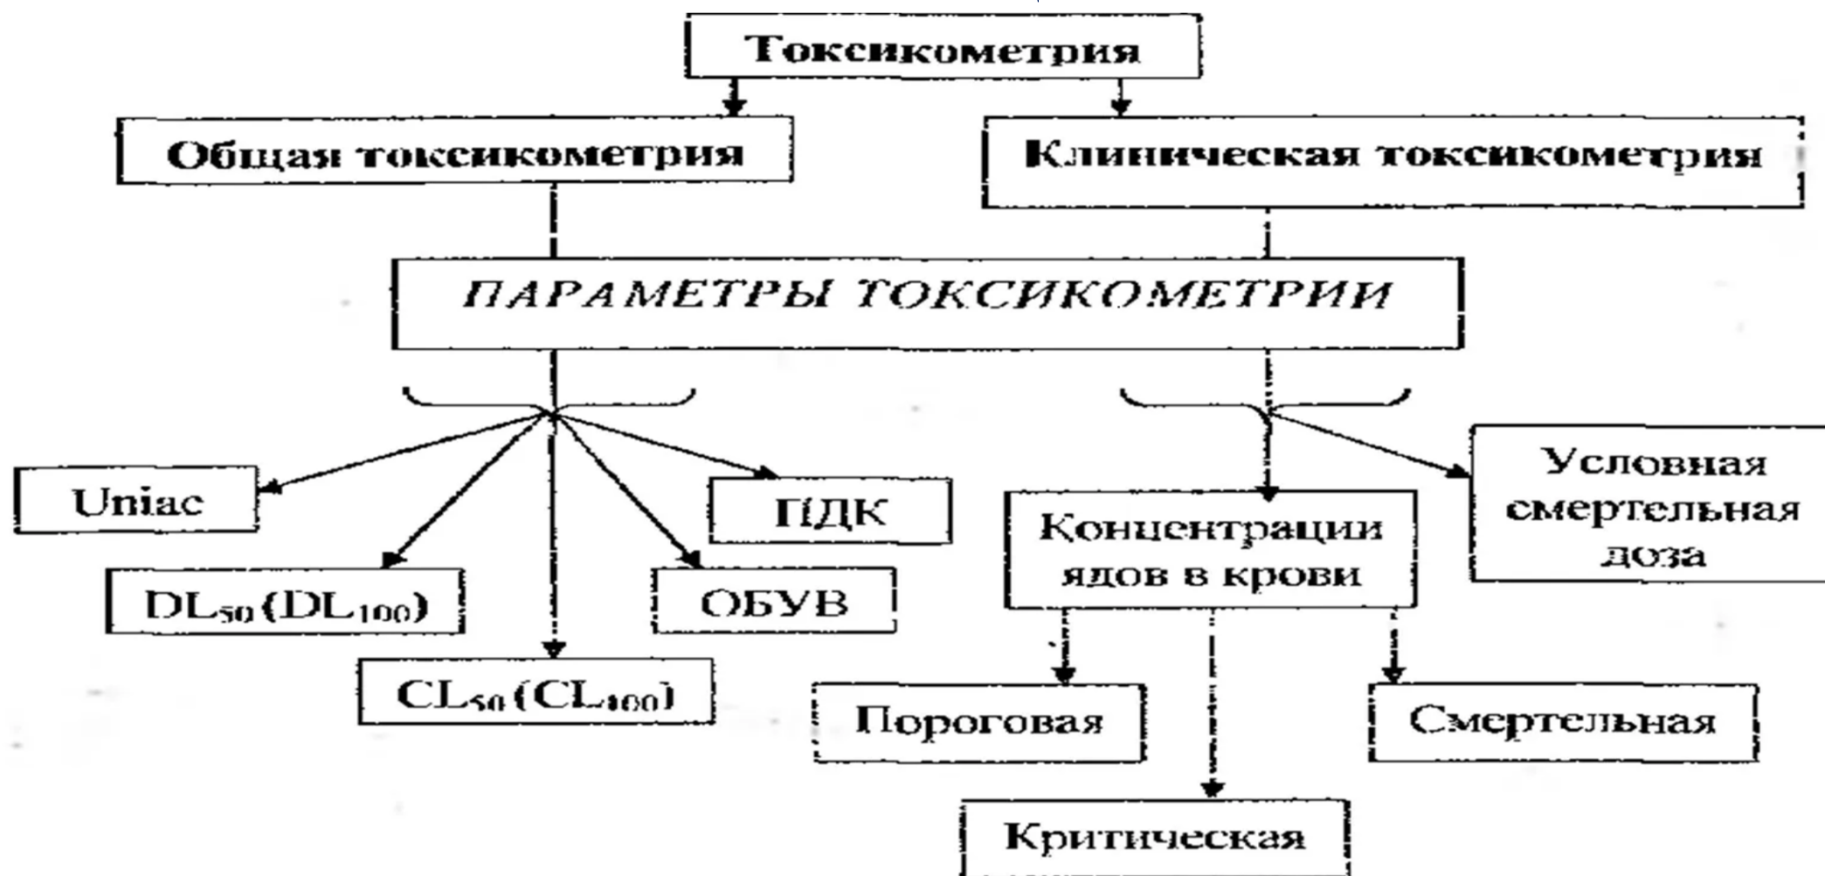 Токсикометрия
Общая токсикометрия
Клиническая токсикометрия
ПАРАМЕТРЫ ТОКСИКОМЕТРИИ
Uniac
ПДК
DL₅₀ (DL₁₀₀)
ОБУВ
CL₅₀ (CL₁₀₀)
Концентрации
ядов в крови
Условная
смертельная
доза
Пороговая
Смертельная
Критическая